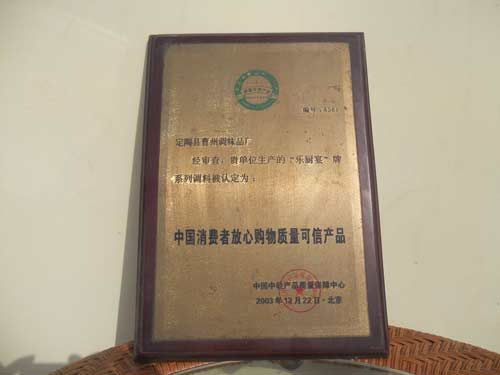 定陶县曹州调味品厂
经审查，贵单位生产的“乐厨宴”牌
系列调料被认定为：
中国消费者放心购物质量可信产品
中国中轻产品质量保障中心
2003年12月22日·北京